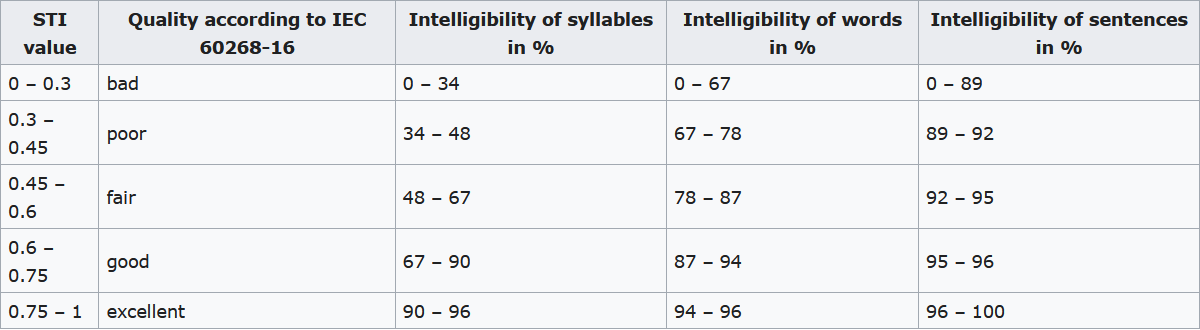 STI value Quality according to IEC 60268-16 Intelligibility of syllables in % Intelligibility of words in % Intelligibility of sentences in %
0 – 0.3 bad 0 – 34 0 – 67 0 – 89
0.3 – 0.45 poor 34 – 48 67 – 78 89 – 92
0.45 – 0.6 fair 48 – 67 78 – 87 92 – 95
0.6 – 0.75 good 67 – 90 87 – 94 95 – 96
0.75 – 1 excellent 90 – 96 94 – 96 96 – 100